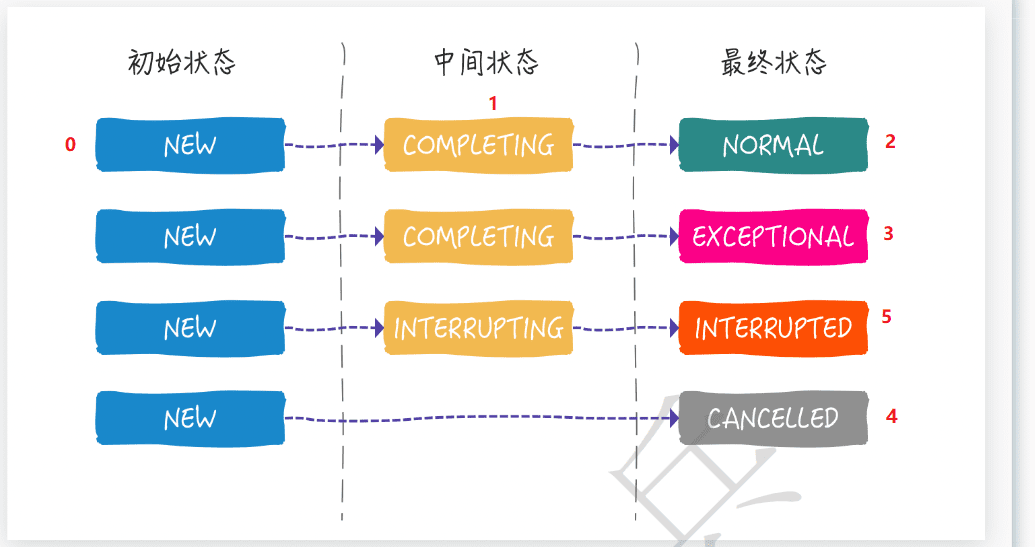 初始状态 中间状态 最终状态
1
0 NEW COMPLETING NORMAL 2
NEW COMPLETING EXCEPTIONAL 3
NEW INTERRUPTING INTERRUPTED 5
NEW CANCELLED 4